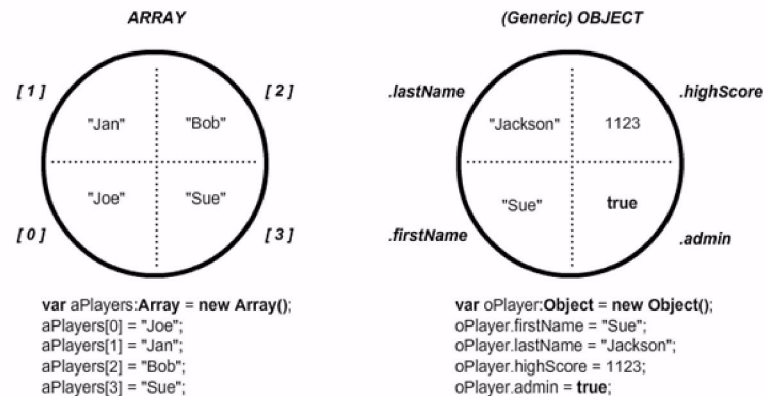 ARRAY
[ 1 ]
[ 2 ]
"Jan"
"Bob"
"Joe"
"Sue"
[ 0 ]
[ 3 ]
var aPlayers:Array = new Array();
aPlayers[0] = "Joe";
aPlayers[1] = "Jan";
aPlayers[2] = "Bob";
aPlayers[3] = "Sue";
(Generic) OBJECT
.lastName
.highScore
"Jackson"
1123
"Sue"
true
.firstName
.admin
var oPlayer:Object = new Object();
oPlayer.firstName = "Sue";
oPlayer.lastName = "Jackson";
oPlayer.highScore = 1123;
oPlayer.admin = true;